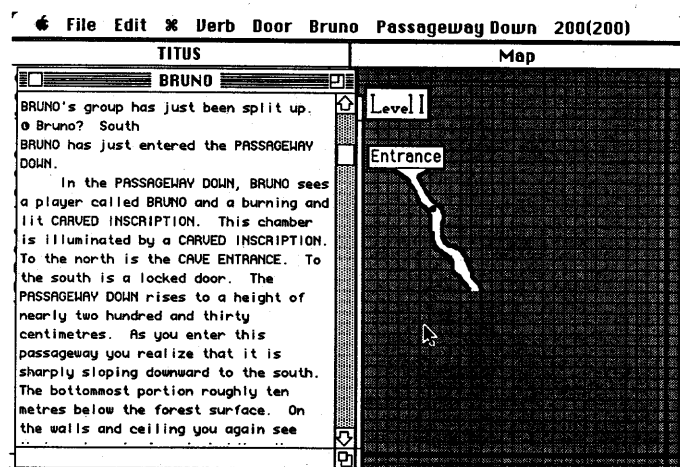 File Edit ⌘ Verb Door Bruno Passageway Down 200(200)
TITUS
Map
BRUNO
BRUNO's group has just been split up.
Bruno? South
BRUNO has just entered the PASSAGEWAY
DOWN.
In the PASSAGEWAY DOWN, BRUNO sees
a player called BRUNO and a burning and
lit CARVED INSCRIPTION. This chamber
is illuminated by a CARVED INSCRIPTION.
To the north is the CAVE ENTRANCE. To
the south is a locked door. The
PASSAGEWAY DOWN rises to a height of
nearly two hundred and thirty
centimetres. As you enter this
passageway you realize that it is
sharply sloping downward to the south.
The bottommost portion roughly ten
metres below the forest surface. On
the walls and ceiling you again see
Level I
Entrance